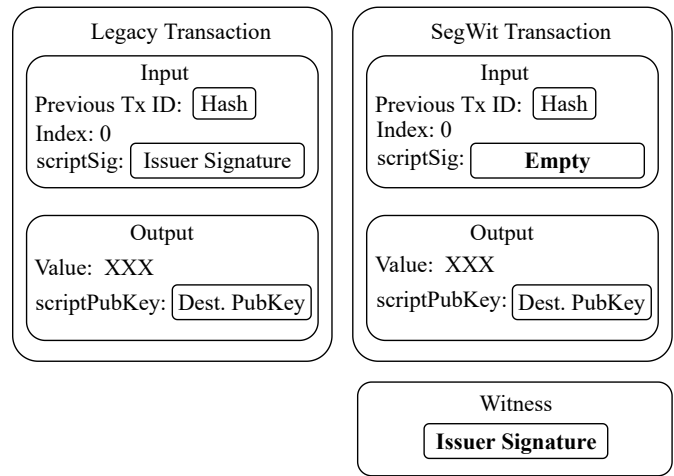 Legacy Transaction
Input
Previous Tx ID: Hash
Index: 0
scriptSig: Issuer Signature
Output
Value: XXX
scriptPubKey: Dest. PubKey
SegWit Transaction
Input
Previous Tx ID: Hash
Index: 0
scriptSig: Empty
Output
Value: XXX
scriptPubKey: Dest. PubKey
Witness
Issuer Signature